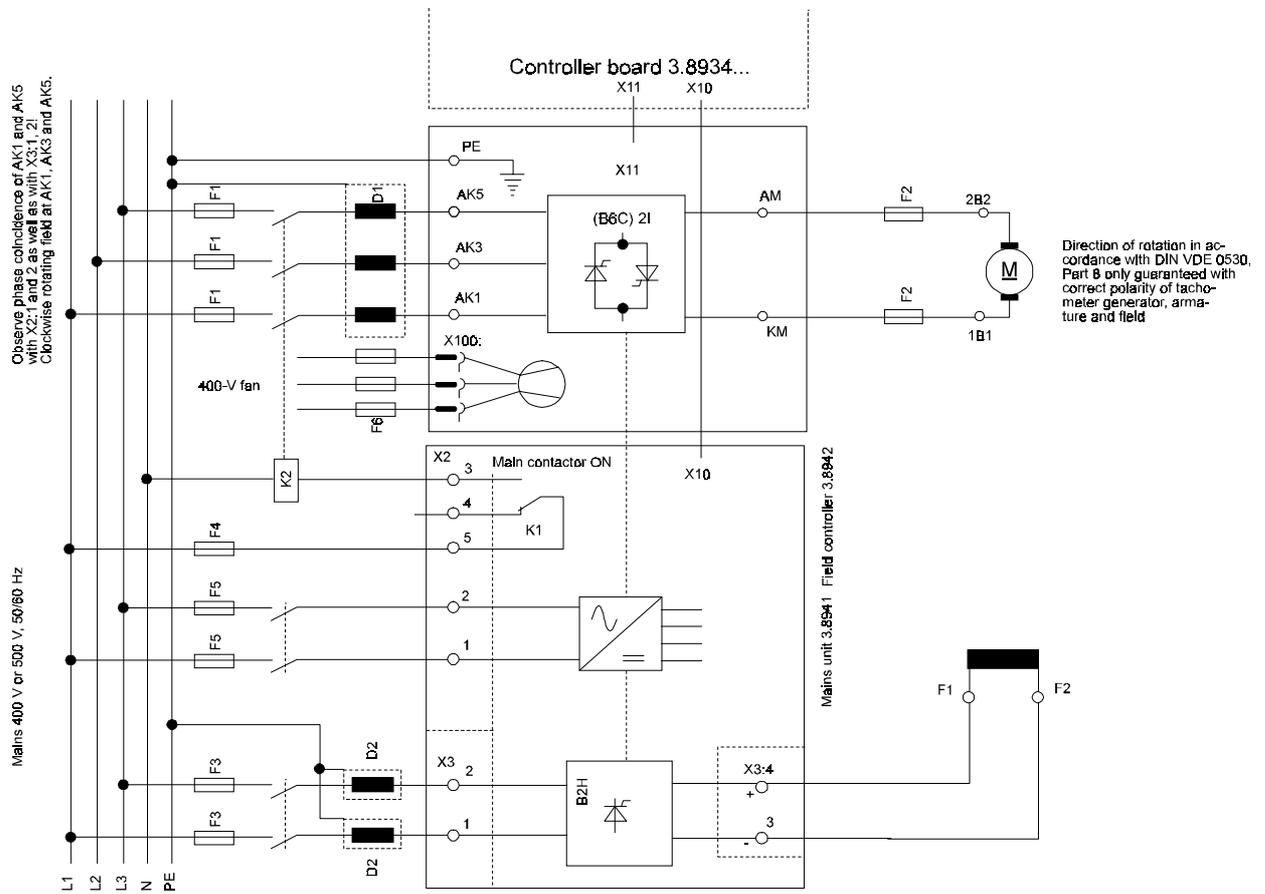 Controller board 3.8934...
X11
X10
Observe phase coincidence of AK1 and AK5
with X2:1 and 2 as well as with X3:1, 2!
Clockwise rotating field at AK1, AK3 and AK5.
PE
X11
F1
D1
AK5
(B6C) 2I
AM
F2
2B2
F1
AK3
M
Direction of rotation in ac-
cordance with DIN VDE 0530,
Part 8 only guaranteed with
correct polarity of tacho-
meter generator, arma-
ture and field
F1
AK1
F2
KM
1B1
X100:
400-V fan
F6
X2
Main contactor ON
X10
K2
3
4
K1
F4
5
Mains unit 3.8941 Field controller 3.8942
Mains 400 V or 500 V, 50/60 Hz
F5
2
F5
1
F1
F2
D2
X3
X3:4
F3
2
+
B2H
F3
1
3
-
D2
L1
L2
L3
N
PE